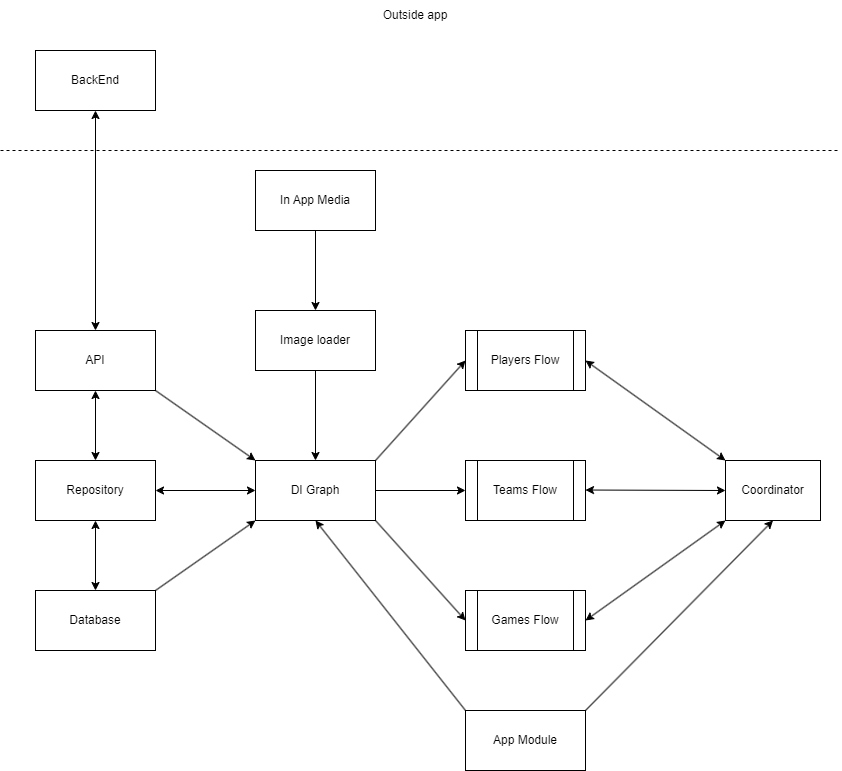 Outside app
BackEnd
In App Media
Image loader
API
Players Flow
Repository
DI Graph
Teams Flow
Coordinator
Database
Games Flow
App Module